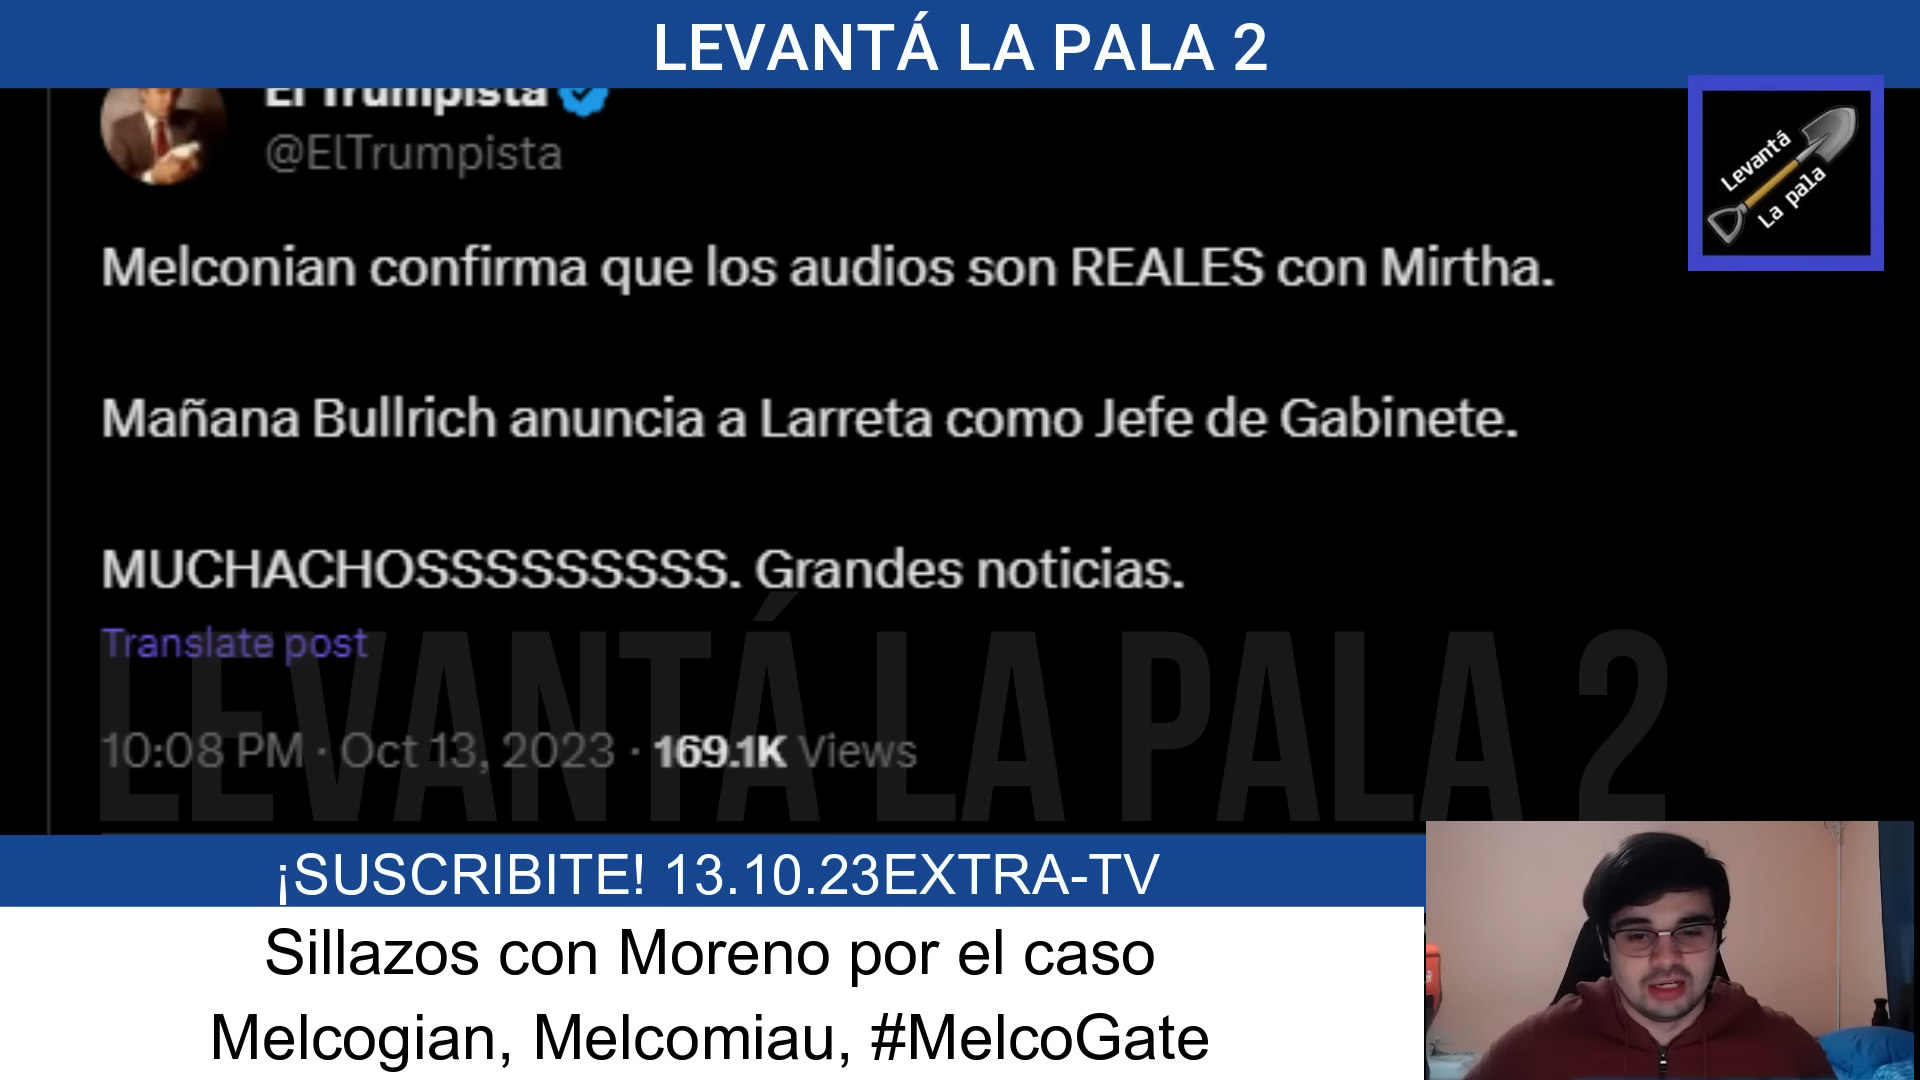 LEVANTÁ LA PALA 2
El Trumpista
@ElTrumpista
Levantá
La pala
Melconian confirma que los audios son REALES con Mirtha.
Mañana Bullrich anuncia a Larreta como Jefe de Gabinete.
MUCHACHOSSSSSSSSS. Grandes noticias.
Translate post
LEVANTÁ LA PALA 2
10:08 PM · Oct 13, 2023 · 169.1K Views
¡SUSCRIBITE! 13.10.23EXTRA-TV
Sillazos con Moreno por el caso
Melcogian, Melcomiau, #MelcoGate